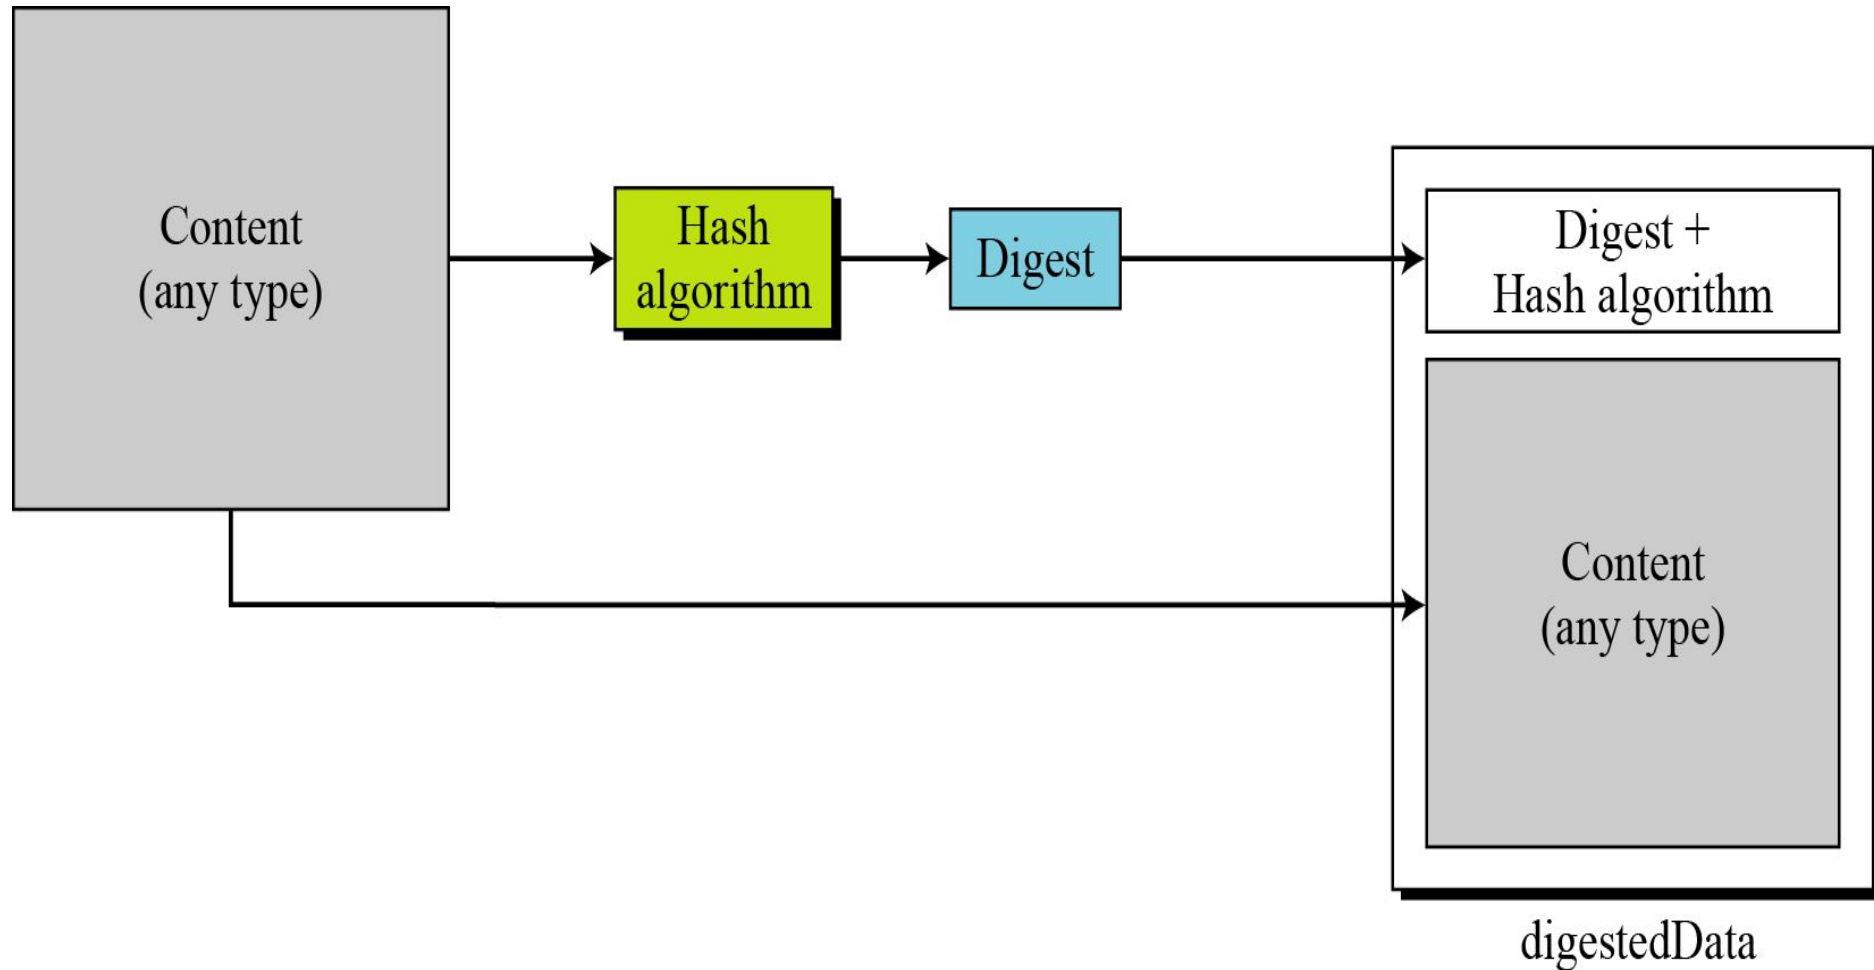 Content
(any type)
Hash
algorithm
Digest
Digest +
Hash algorithm
Content
(any type)
digestedData